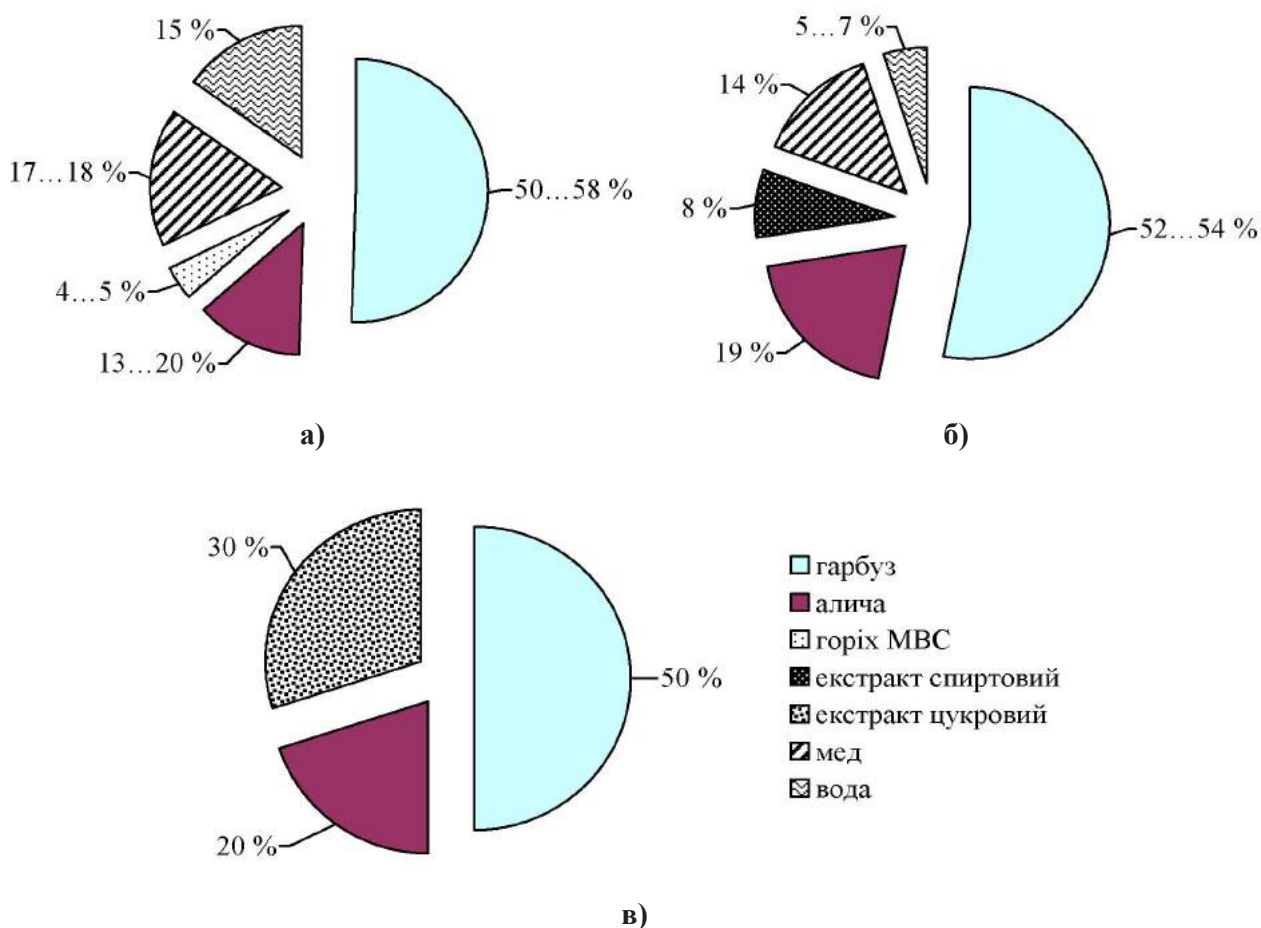 15 %
17…18 %
4…5 %
13…20 %
50…58 %
а)
5…7 %
14 %
8 %
19 %
52…54 %
б)
30 %
20 %
50 %
гарбуз
алича
горіх МВС
екстракт спиртовий
екстракт цукровий
мед
вода
в)